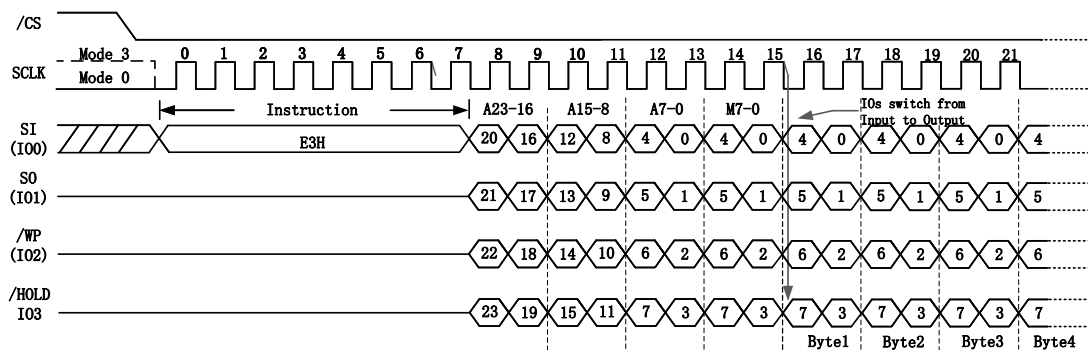 /CS
Mode 3 0 1 2 3 4 5 6 7 8 9 10 11 12 13 14 15 16 17 18 19 20 21
SCLK
Mode 0
Instruction A23-16 A15-8 A7-0 M7-0 IOs switch from
Input to Output
SI
(IO0) E3H 20 16 12 8 4 0 4 0 4 0 4 0 4 0 4
SO
(IO1) 21 17 13 9 5 1 5 1 5 1 5 1 5 1 5
/WP
(IO2) 22 18 14 10 6 2 6 2 6 2 6 2 6 2 6
/HOLD
IO3 23 19 15 11 7 3 7 3 7 3 7 3 7 3 7
Byte1 Byte2 Byte3 Byte4